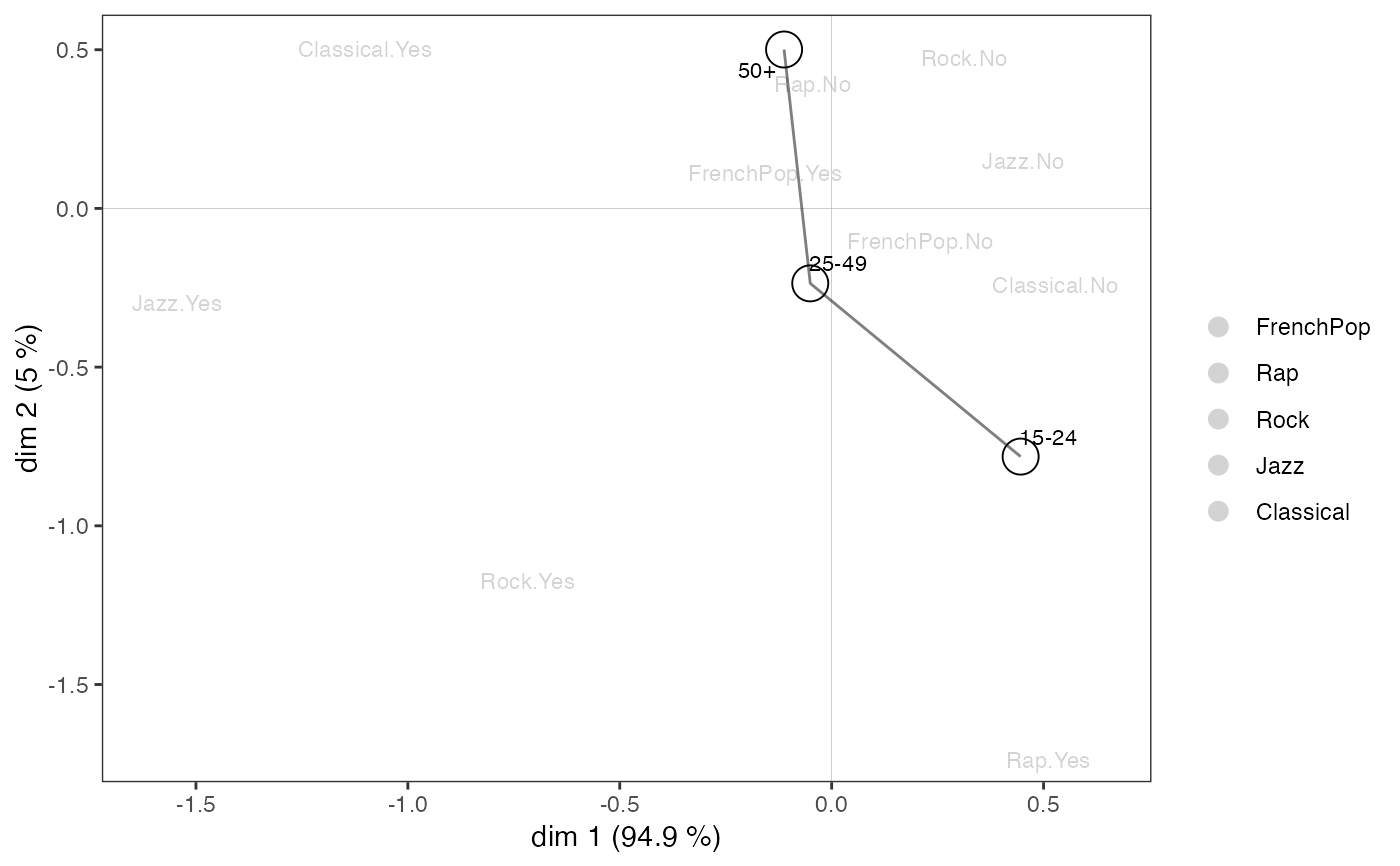 0.5
0.0
-0.5
-1.0
-1.5
dim 2 (5 %)
Classical.Yes
Rock.No
50+
Rap.No
Jazz.No
FrenchPop.Yes
FrenchPop.No
25-49
Classical.No
Jazz.Yes
15-24
Rock.Yes
Rap.Yes
-1.5
-1.0
-0.5
0.0
0.5
dim 1 (94.9 %)
FrenchPop
Rap
Rock
Jazz
Classical